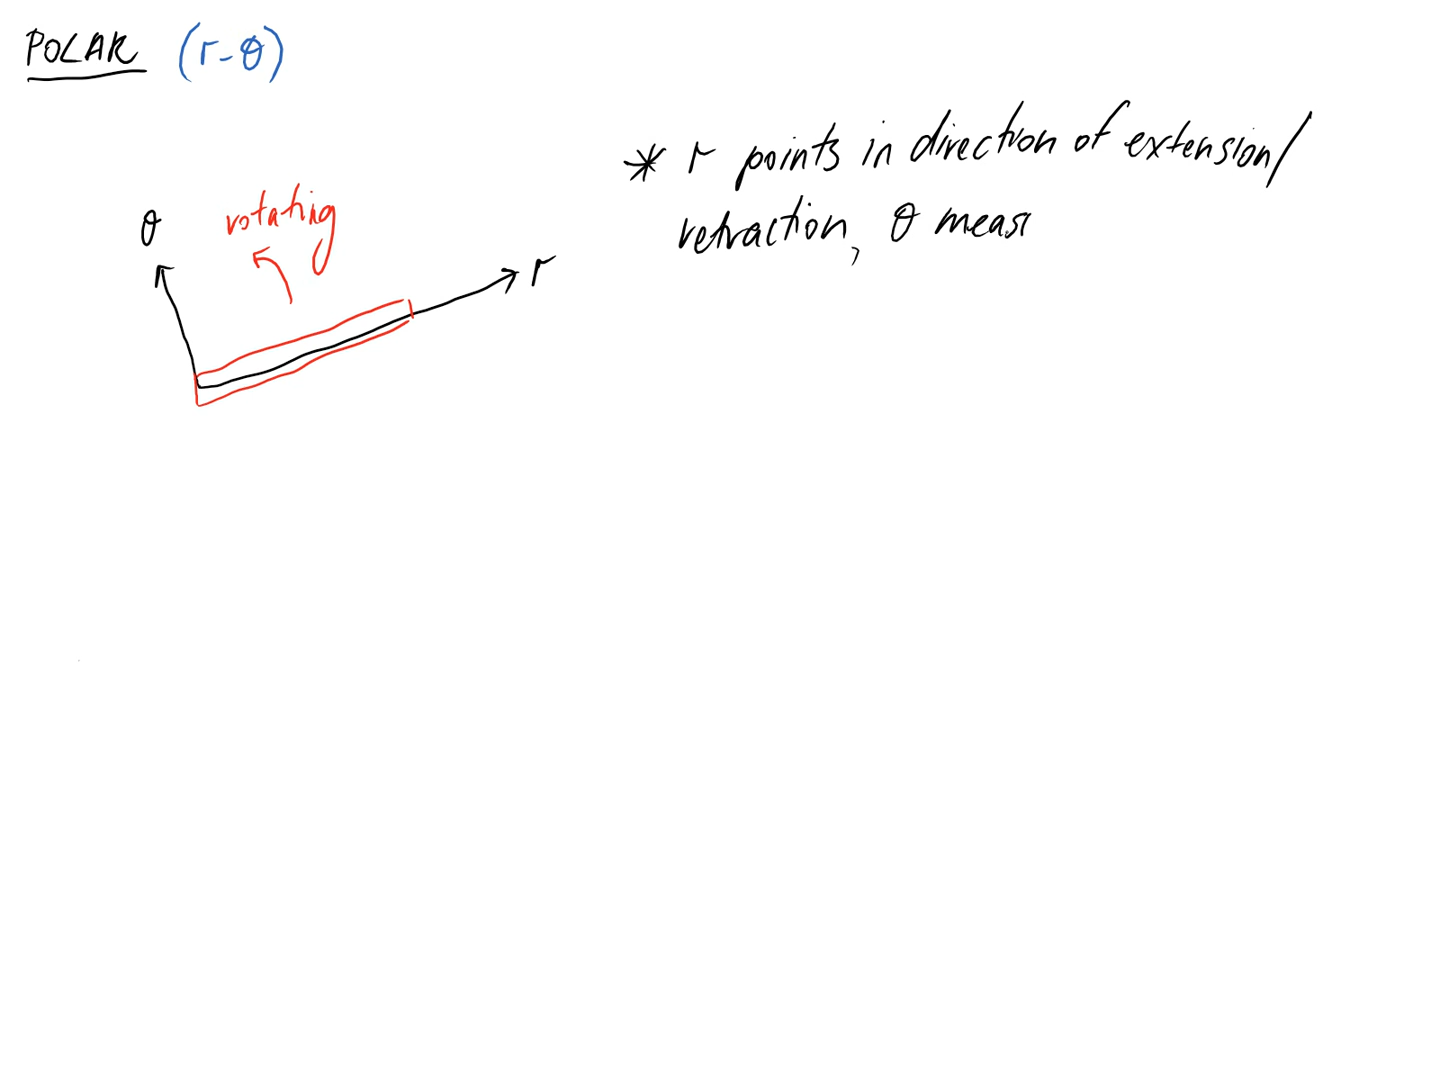 POLAR (r-θ)
* r points in direction of extension/
retraction, θ meas
θ
rotating
r